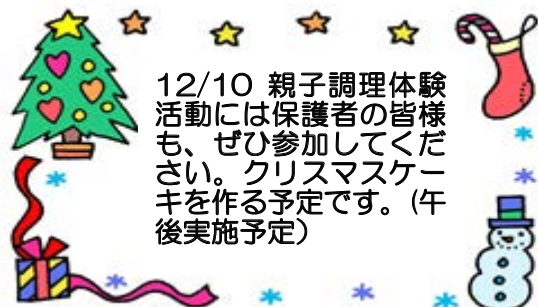 12/10 親子調理体験
活動には保護者の皆様
も、ぜひ参加してくだ
さい。クリスマスケー
キを作る予定です。(午
後実施予定)